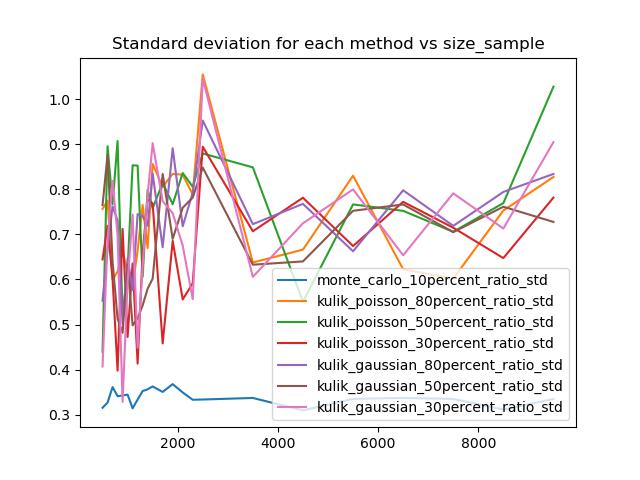 Standard deviation for each method vs size_sample
1.0
0.9
0.8
0.7
0.6
0.5
0.4
0.3
monte_carlo_10percent_ratio_std
kulik_poisson_80percent_ratio_std
kulik_poisson_50percent_ratio_std
kulik_poisson_30percent_ratio_std
kulik_gaussian_80percent_ratio_std
kulik_gaussian_50percent_ratio_std
kulik_gaussian_30percent_ratio_std
2000 4000 6000 8000